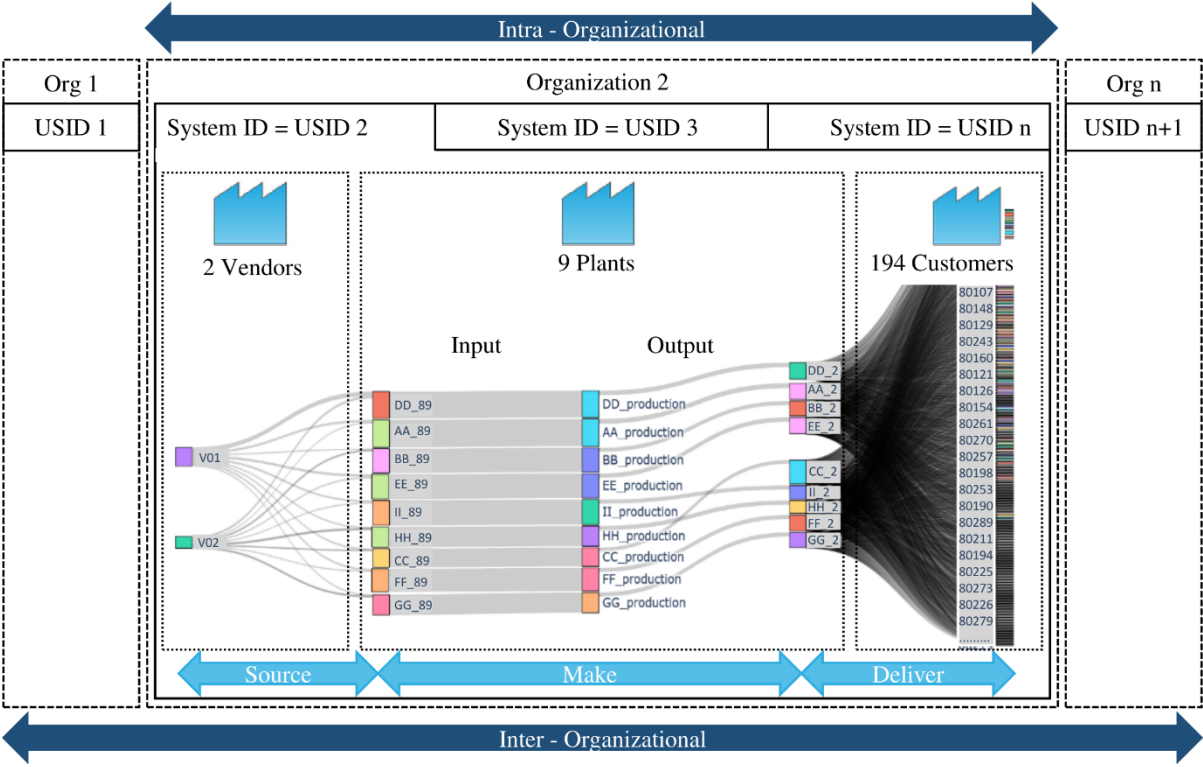 Intra - Organizational
Org 1
Organization 2
Org n
USID 1
System ID = USID 2
System ID = USID 3
System ID = USID n
USID n+1
2 Vendors
9 Plants
194 Customers
Input
Output
V01
V02
DD_89
AA_89
BB_89
EE_89
II_89
HH_89
CC_89
FF_89
GG_89
DD_production
AA_production
BB_production
EE_production
II_production
HH_production
CC_production
FF_production
GG_production
DD_2
AA_2
BB_2
EE_2
CC_2
II_2
HH_2
FF_2
GG_2
80107
80148
80129
80243
80160
80121
80126
80154
80261
80270
80257
80198
80253
80190
80289
80211
80194
80225
80273
80226
80279
.........
Source
Make
Deliver
Inter - Organizational